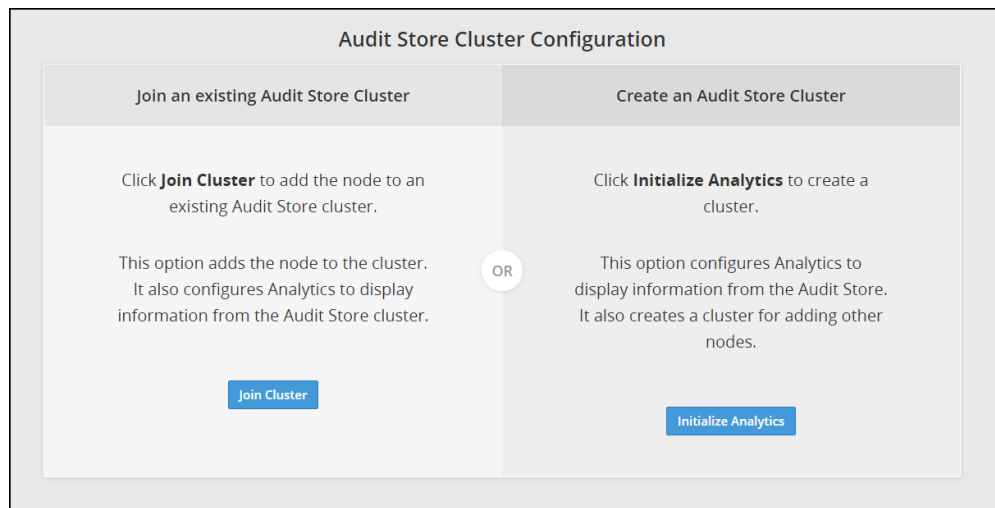 Audit Store Cluster Configuration
Join an existing Audit Store Cluster
Click Join Cluster to add the node to an
existing Audit Store cluster.
This option adds the node to the cluster.
It also configures Analytics to display
information from the Audit Store cluster.
Join Cluster
OR
Create an Audit Store Cluster
Click Initialize Analytics to create a
cluster.
This option configures Analytics to
display information from the Audit Store.
It also creates a cluster for adding other
nodes.
Initialize Analytics